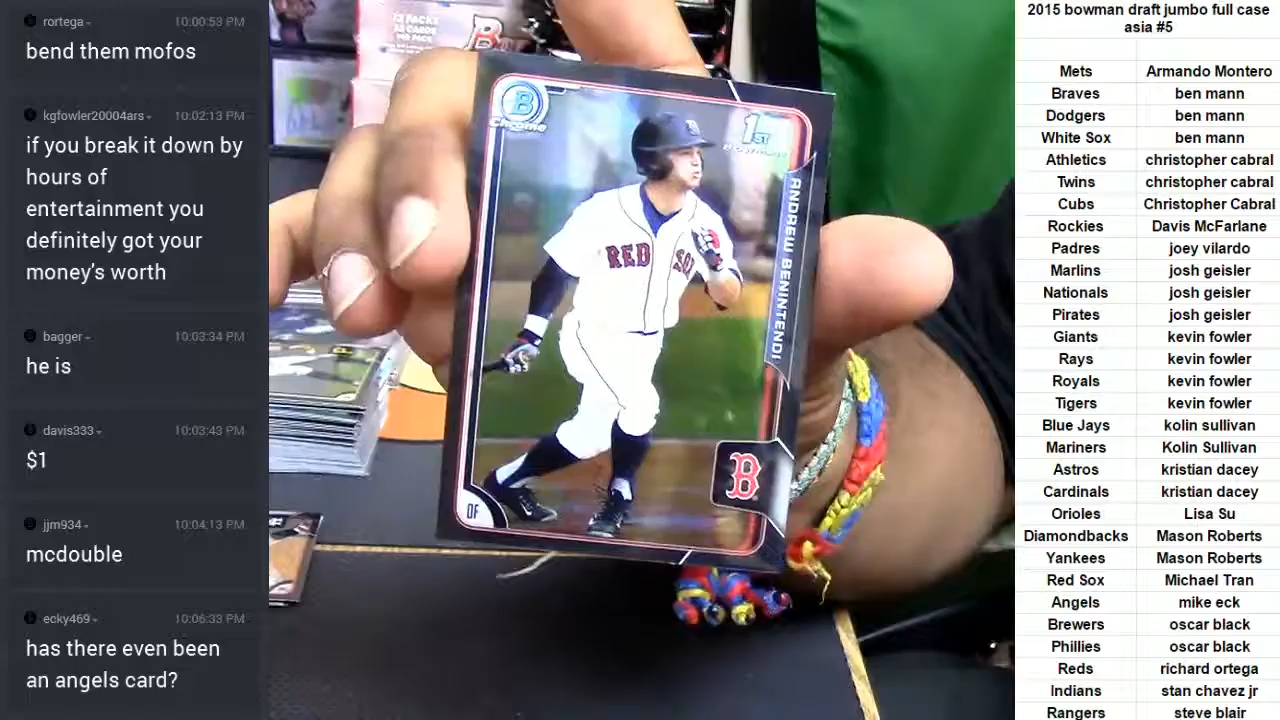 rortega
10:00:53 PM
bend them mofos
kgfowler20004ars
10:02:13 PM
if you break it down by
hours of
entertainment you
definitely got your
money's worth
bagger
10:03:34 PM
he is
davis333
10:03:43 PM
$1
jjm934
10:04:13 PM
mcdouble
ecky469
10:06:33 PM
has there even been
an angels card?
B
Chrome
1ST
BOWMAN
ANDREW BENINTENDI
RED SOX
B
OF
2015 bowman draft jumbo full case
asia #5
Mets Armando Montero
Braves ben mann
Dodgers ben mann
White Sox ben mann
Athletics christopher cabral
Twins christopher cabral
Cubs Christopher Cabral
Rockies Davis McFarlane
Padres joey vilardo
Marlins josh geisler
Nationals josh geisler
Pirates josh geisler
Giants kevin fowler
Rays kevin fowler
Royals kevin fowler
Tigers kevin fowler
Blue Jays kolin sullivan
Mariners Kolin Sullivan
Astros kristian dacey
Cardinals kristian dacey
Orioles Lisa Su
Diamondbacks Mason Roberts
Yankees Mason Roberts
Red Sox Michael Tran
Angels mike eck
Brewers oscar black
Phillies oscar black
Reds richard ortega
Indians stan chavez jr
Rangers steve blair